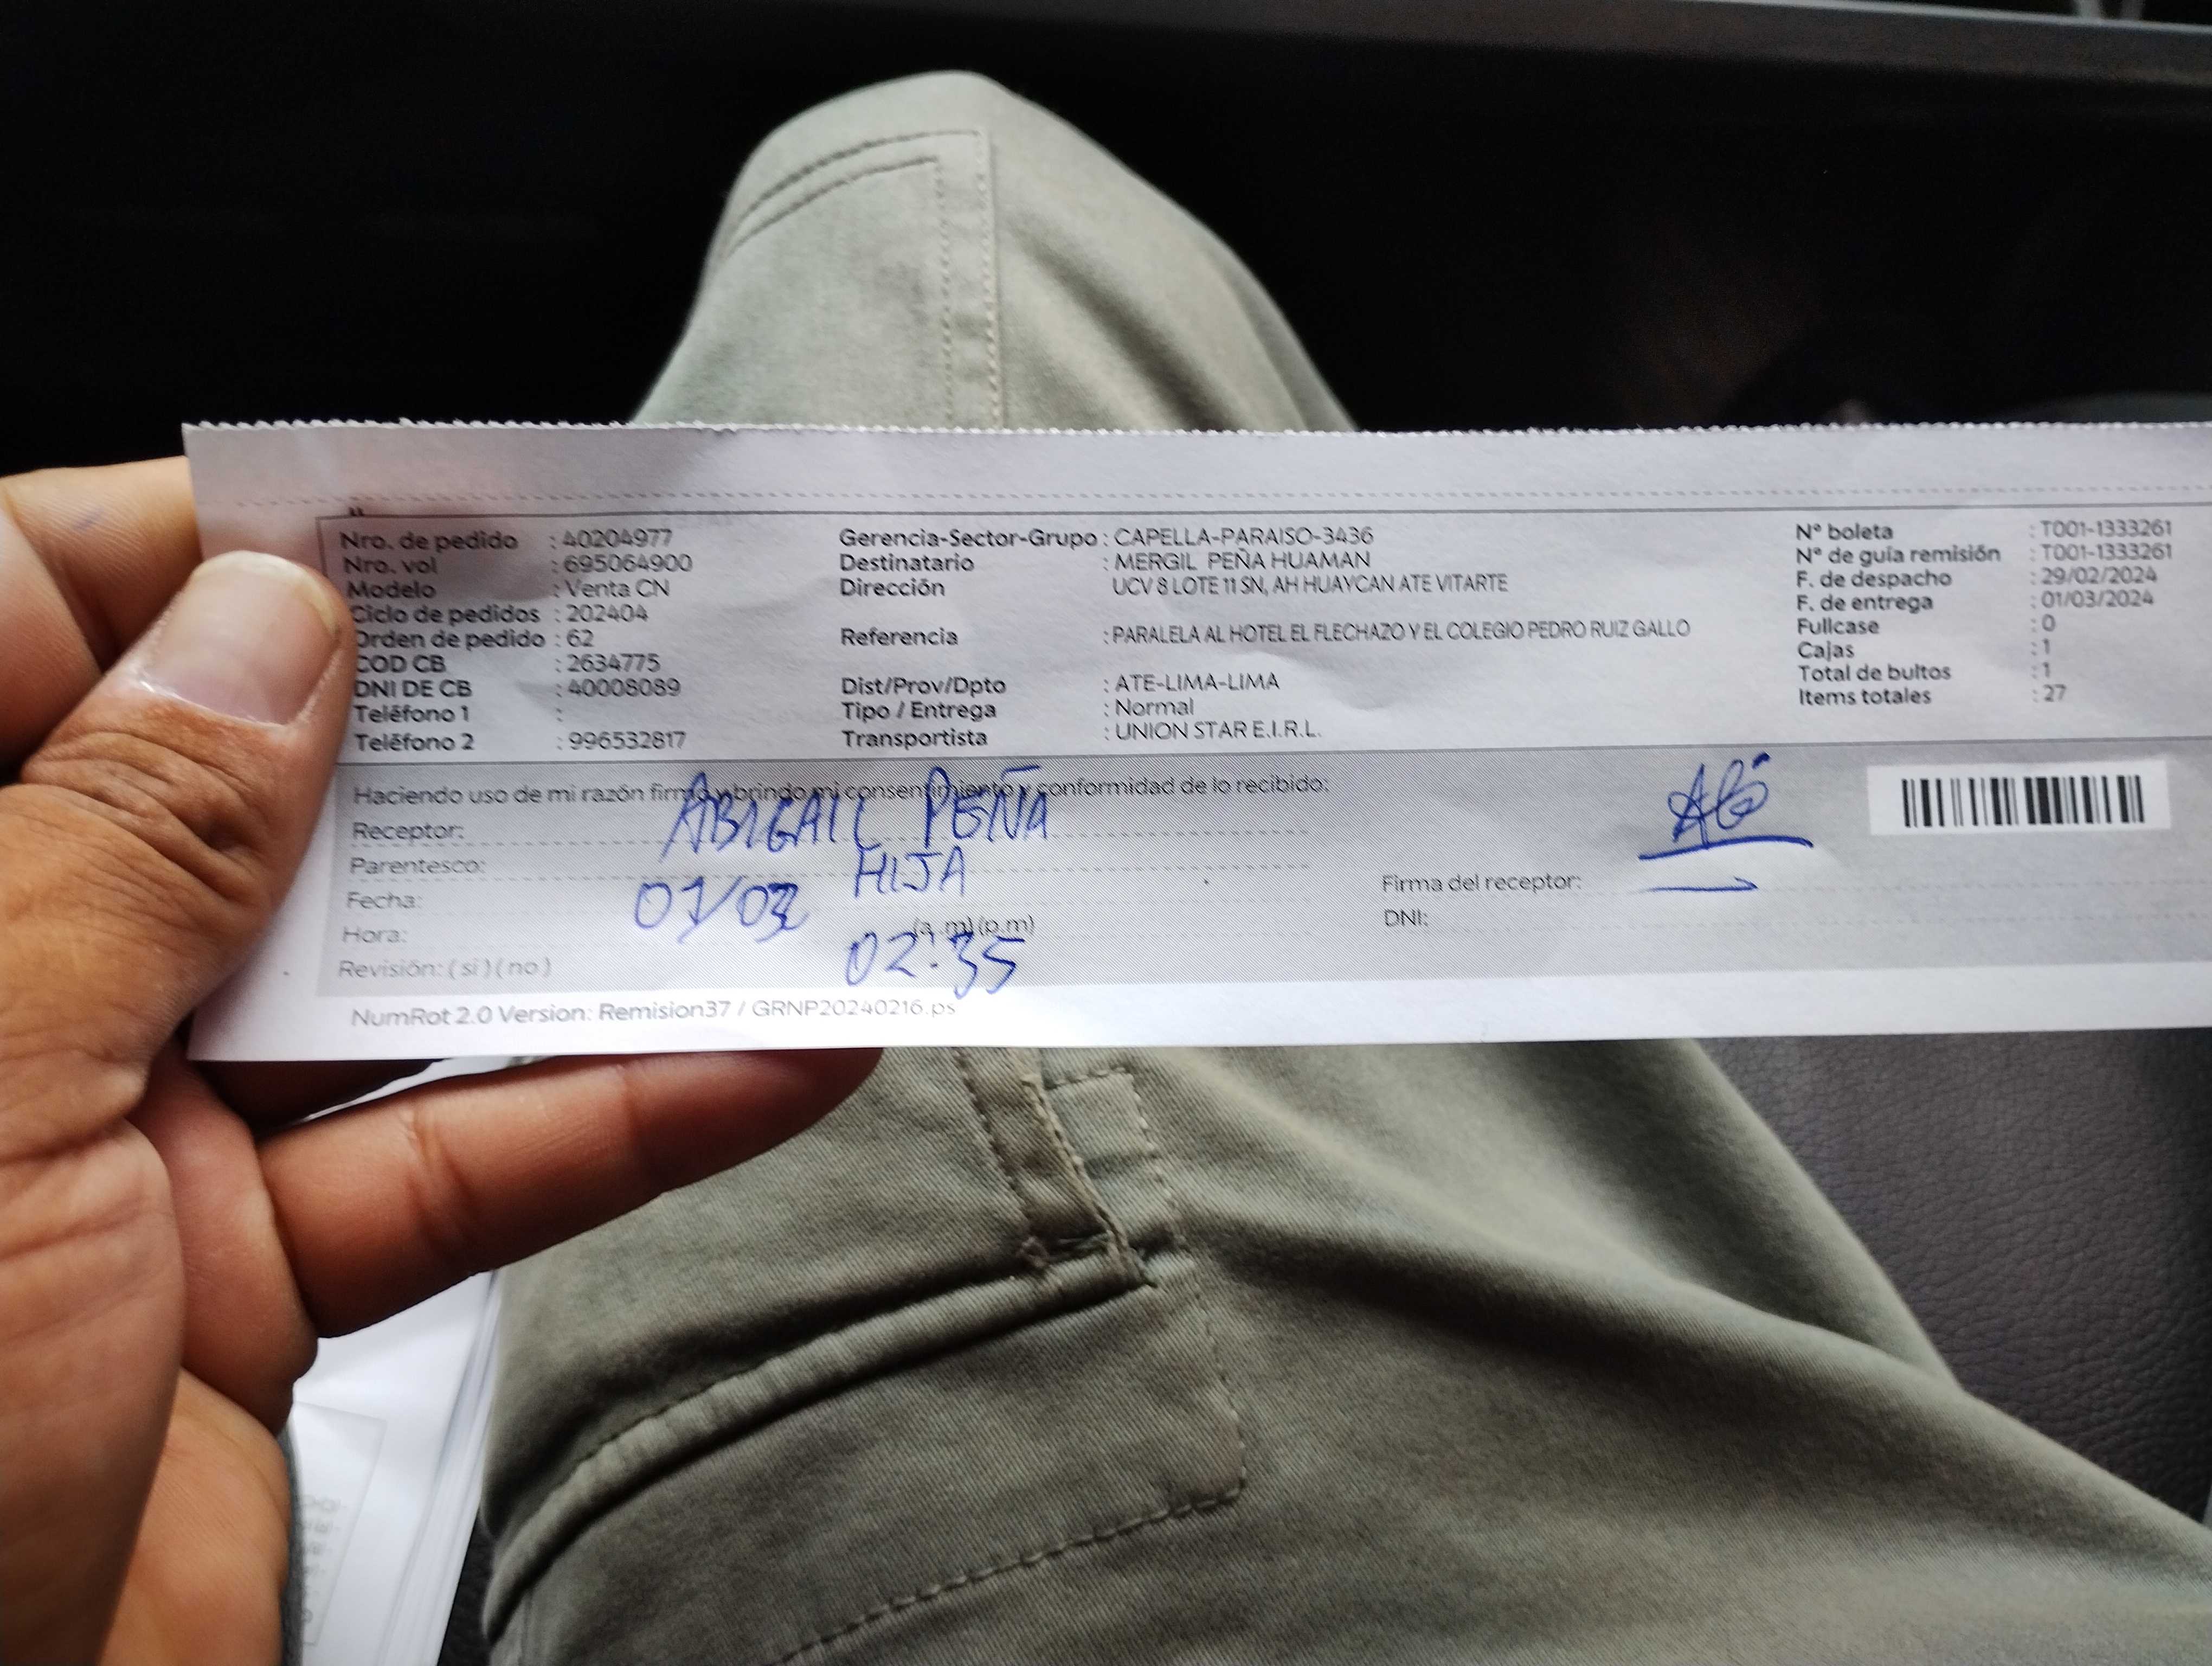 Nro. de pedido : 40204977
Nro. vol : 695064900
Modelo : Venta CN
Ciclo de pedidos : 202404
Orden de pedido : 62
COD CB : 2634775
DNI DE CB : 40008089
Teléfono 1 :
Teléfono 2 : 996532817
Gerencia-Sector-Grupo : CAPELLA-PARAISO-3436
Destinatario : MERGIL PEÑA HUAMAN
Dirección UCV 8 LOTE 11 SN, AH HUAYCAN ATE VITARTE
Referencia : PARALELA AL HOTEL EL FLECHAZO Y EL COLEGIO PEDRO RUIZ GALLO
Dist/Prov/Dpto : ATE-LIMA-LIMA
Tipo / Entrega : Normal
Transportista : UNION STAR E.I.R.L.
N° boleta : T001-1333261
N° de guía remisión : T001-1333261
F. de despacho : 29/02/2024
F. de entrega : 01/03/2024
Fullcase : 0
Cajas : 1
Total de bultos : 1
Items totales : 27
Haciendo uso de mi razón firmo y brindo mi consentimiento y conformidad de lo recibido:
Receptor: ABIGAIL PEÑA
Parentesco: HIJA
Fecha: 01/03
Hora: (a .m) (p.m) 02:35
Revisión: ( si ) ( no )
Firma del receptor:
DNI:
NumRot 2.0 Version: Remision37 / GRNP20240216.ps